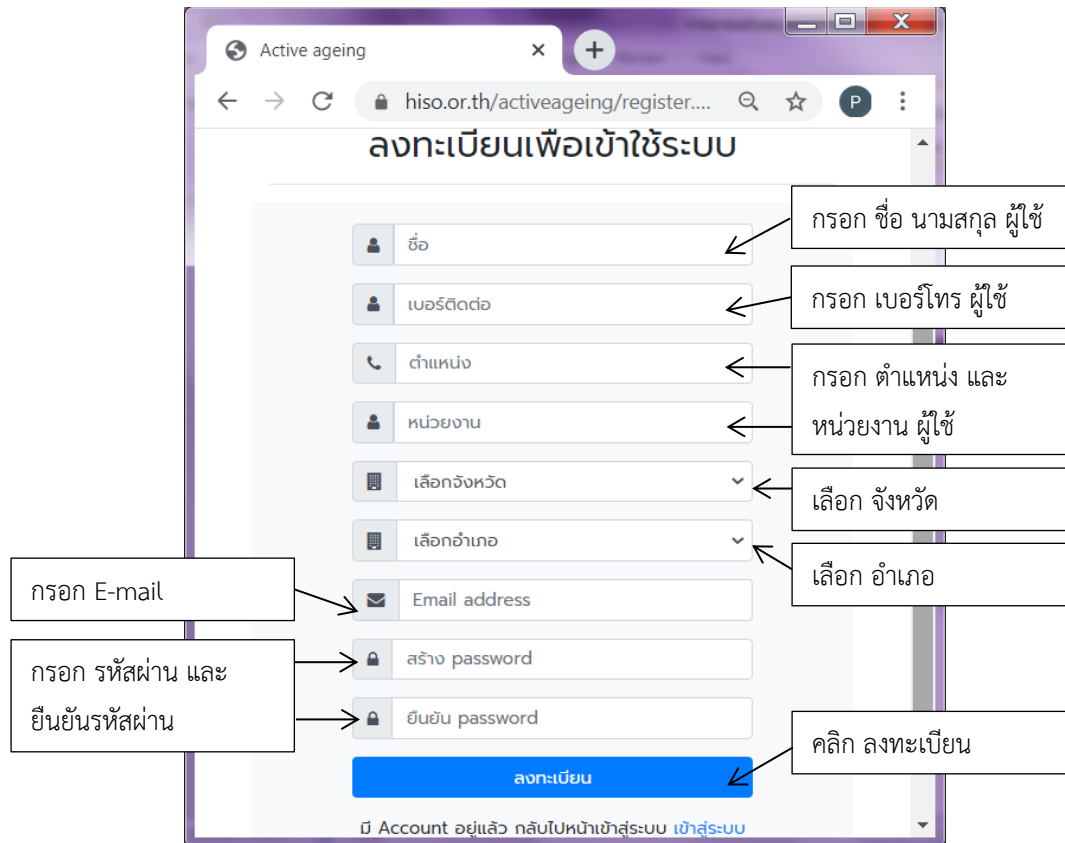 Active ageing
hiso.or.th/activeageing/register....
P
ลงทะเบียนเพื่อเข้าใช้ระบบ
ชื่อ
กรอก ชื่อ นามสกุล ผู้ใช้
เบอร์ติดต่อ
กรอก เบอร์โทร ผู้ใช้
ตำแหน่ง
กรอก ตำแหน่ง และ
หน่วยงาน ผู้ใช้
หน่วยงาน
เลือกจังหวัด
เลือก จังหวัด
เลือกอำเภอ
เลือก อำเภอ
กรอก E-mail
Email address
กรอก รหัสผ่าน และ
ยืนยันรหัสผ่าน
สร้าง password
ยืนยัน password
คลิก ลงทะเบียน
ลงทะเบียน
มี Account อยู่แล้ว กลับไปหน้าเข้าสู่ระบบ เข้าสู่ระบบ